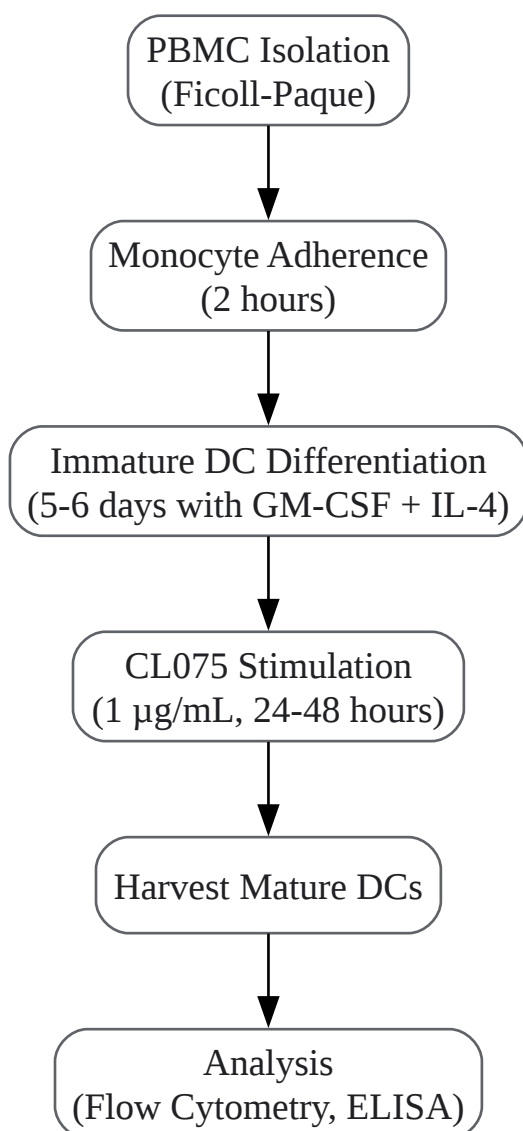 PBMC Isolation
(Ficoll-Paque)
Monocyte Adherence
(2 hours)
Immature DC Differentiation
(5-6 days with GM-CSF + IL-4)
CL075 Stimulation
(1 µg/mL, 24-48 hours)
Harvest Mature DCs
Analysis
(Flow Cytometry, ELISA)